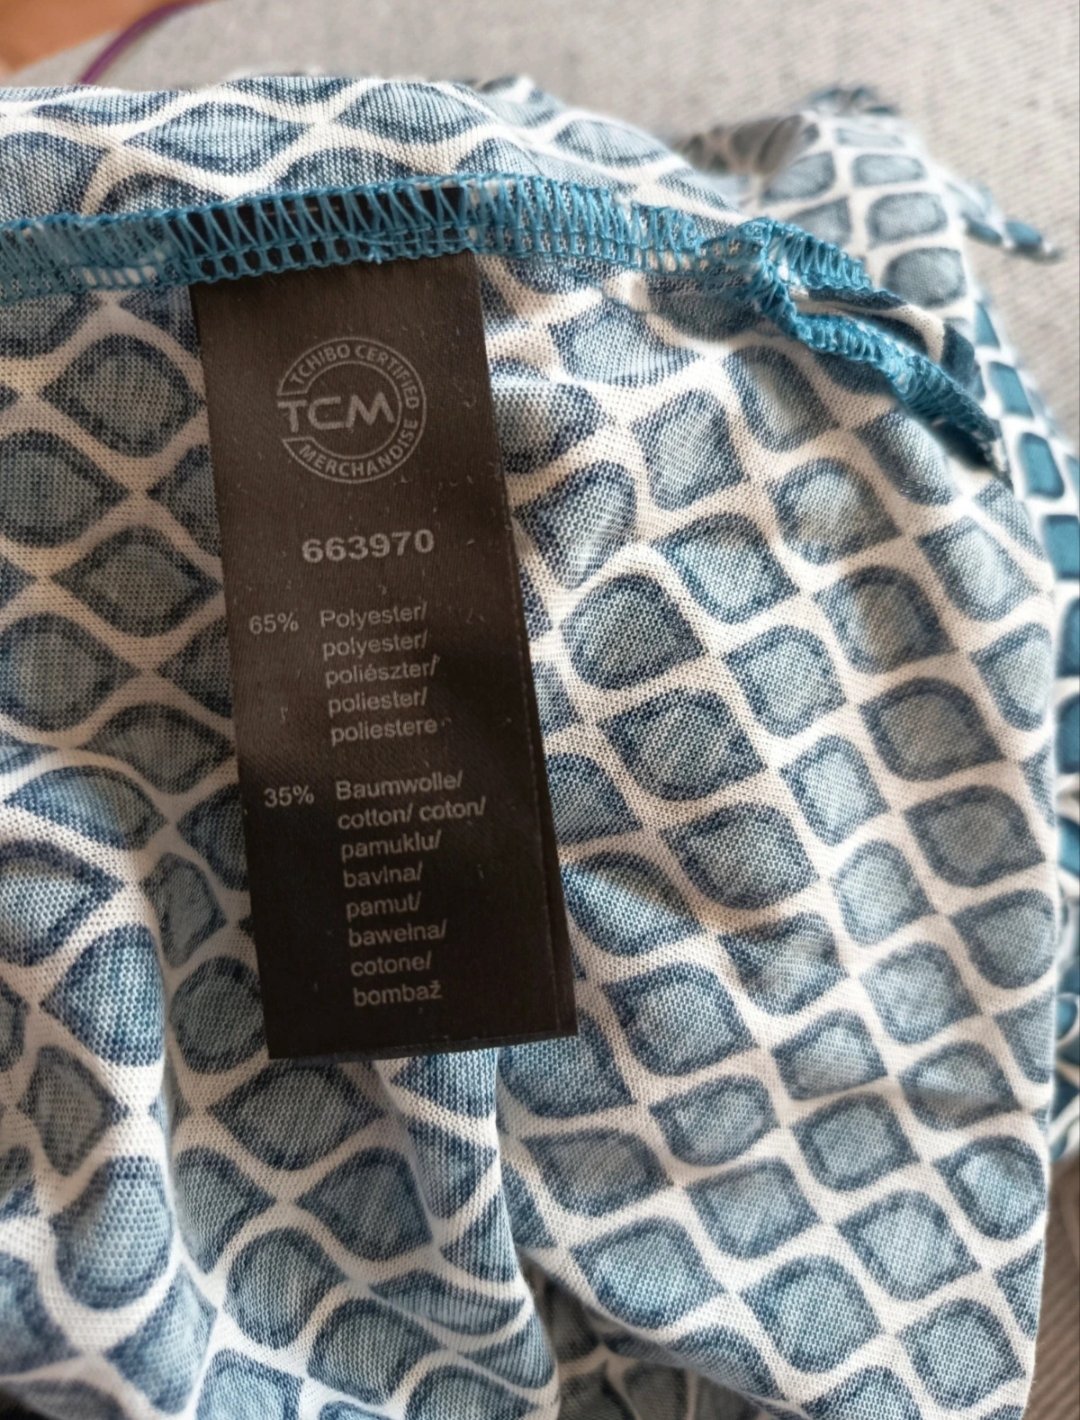 TCAIBO CERTIFIED
TCM
MERCHANDISE
663970
65% Polyester/
polyester/
poliészter/
poliester/
poliestere
35% Baumwolle/
cotton/ coton/
pamuklu/
bavlna/
pamut/
bawełna/
cotone/
bombaž